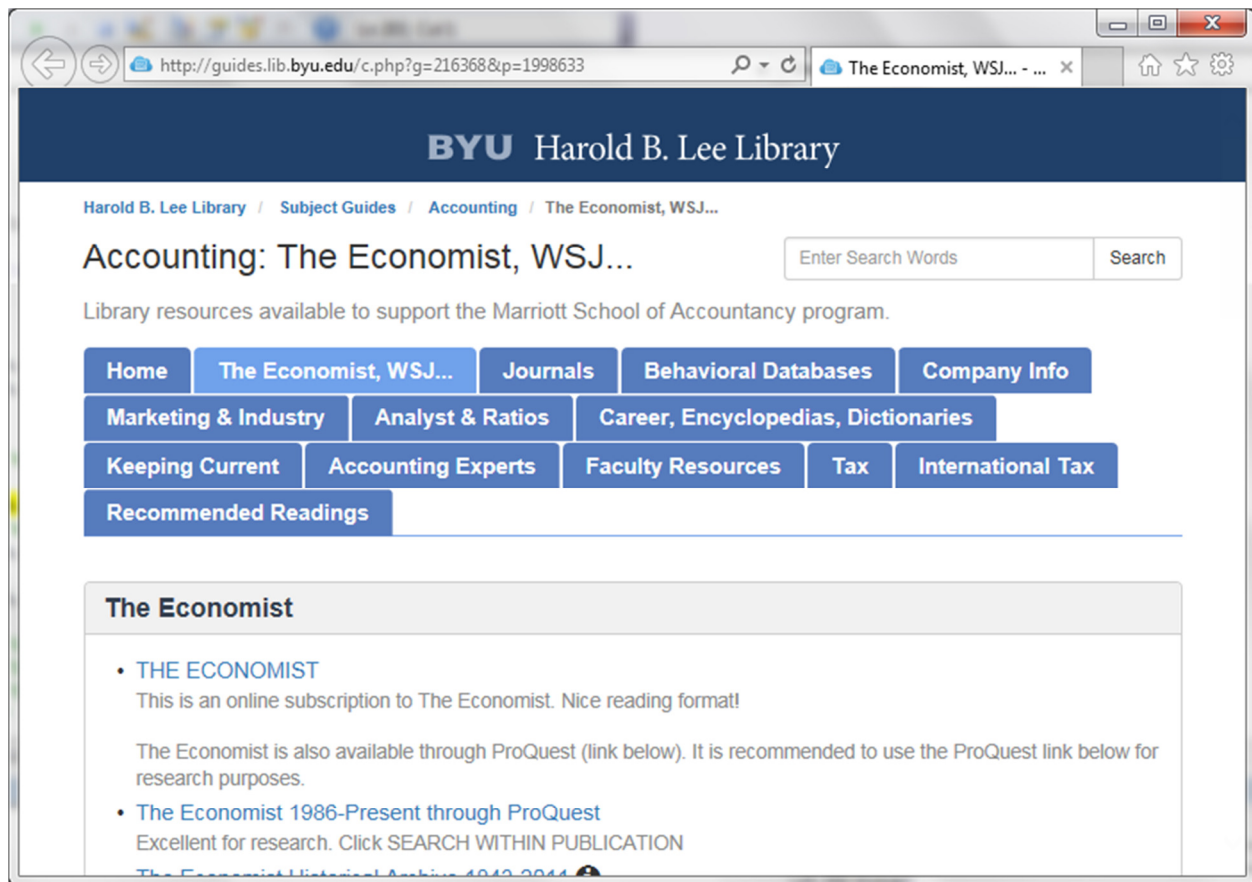 http://guides.lib.byu.edu/c.php?g=216368&p=1998633
The Economist, WSJ... - ...
BYU Harold B. Lee Library
Harold B. Lee Library / Subject Guides / Accounting / The Economist, WSJ...
Accounting: The Economist, WSJ...
Enter Search Words
Search
Library resources available to support the Marriott School of Accountancy program.
Home The Economist, WSJ... Journals Behavioral Databases Company Info
Marketing & Industry Analyst & Ratios Career, Encyclopedias, Dictionaries
Keeping Current Accounting Experts Faculty Resources Tax International Tax
Recommended Readings
The Economist
• THE ECONOMIST
This is an online subscription to The Economist. Nice reading format!
The Economist is also available through ProQuest (link below). It is recommended to use the ProQuest link below for
research purposes.
• The Economist 1986-Present through ProQuest
Excellent for research. Click SEARCH WITHIN PUBLICATION
The Economist Historical Archive 1843-2011